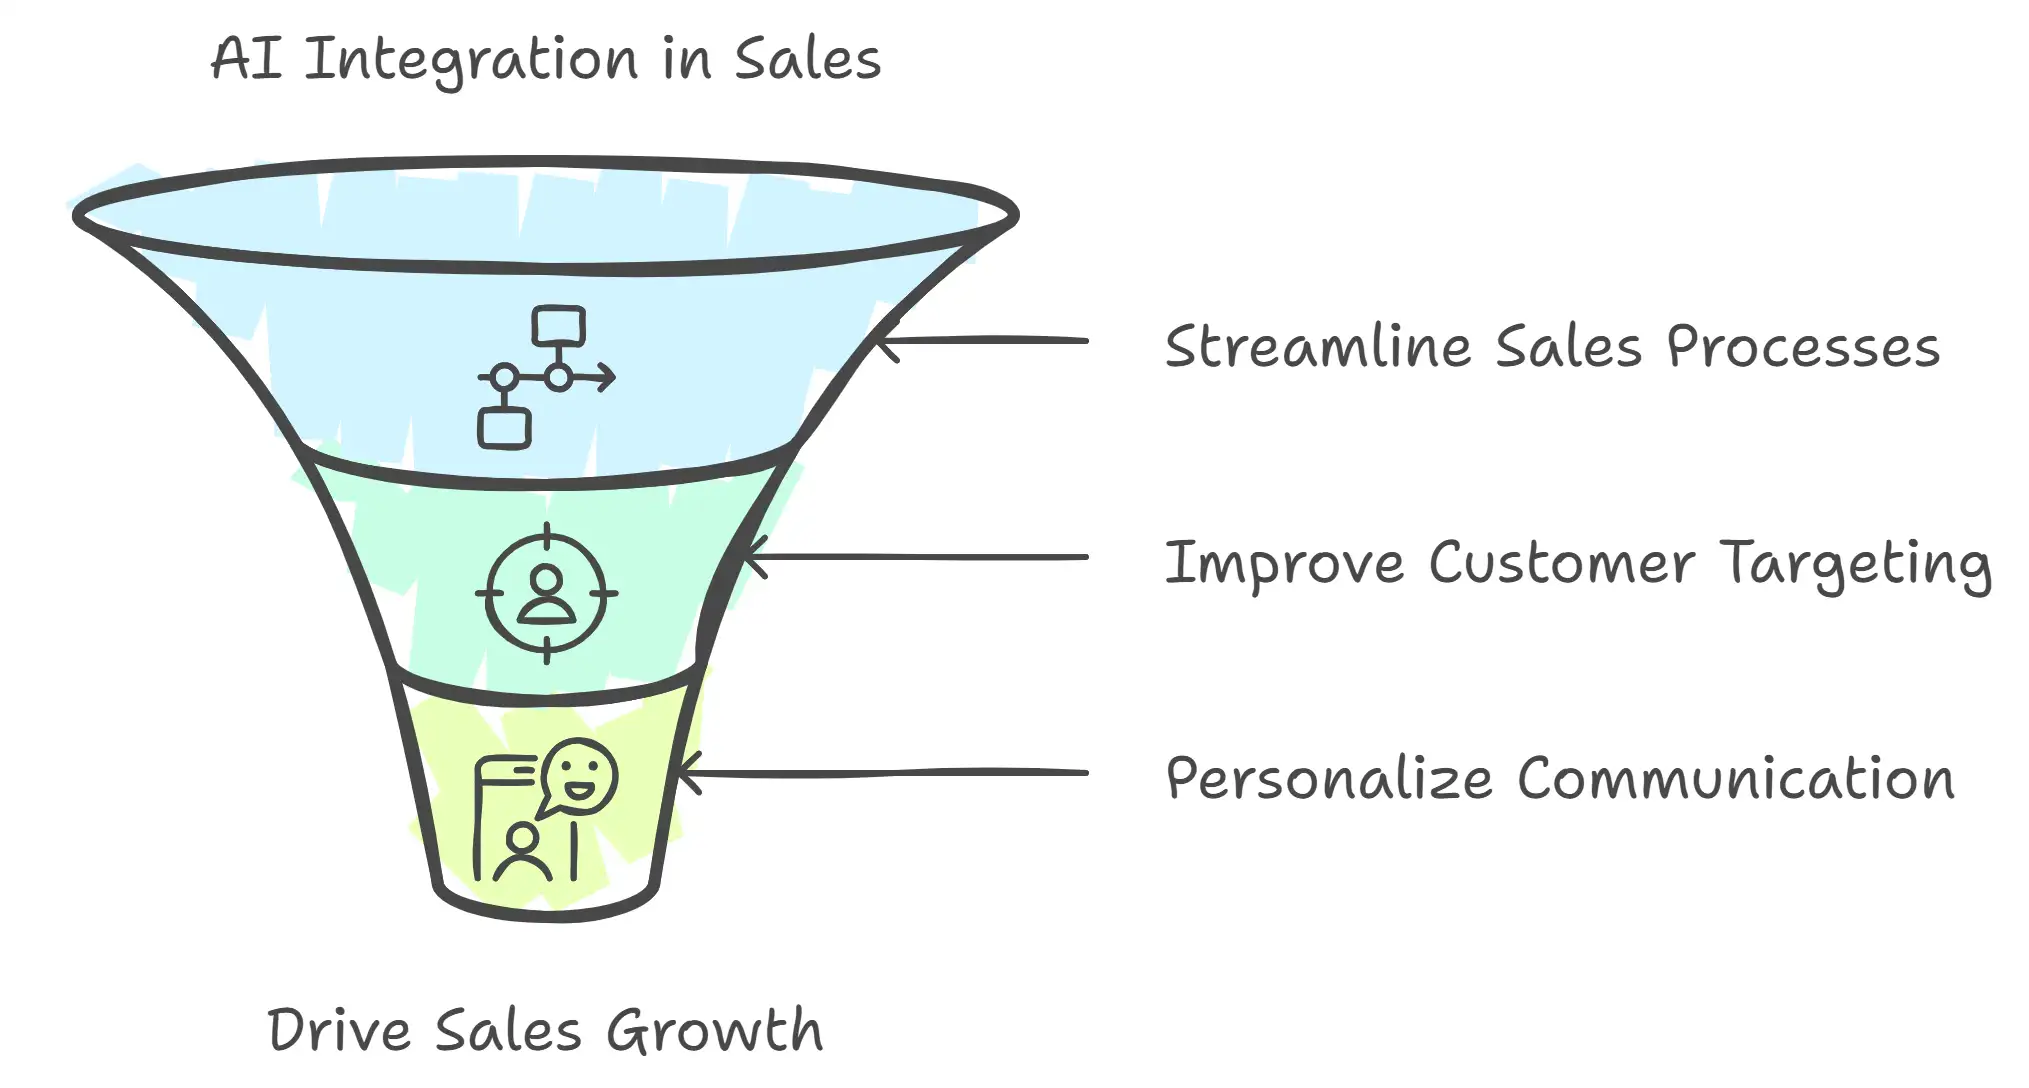 AI Integration in Sales
Streamline Sales Processes
Improve Customer Targeting
Personalize Communication
Drive Sales Growth